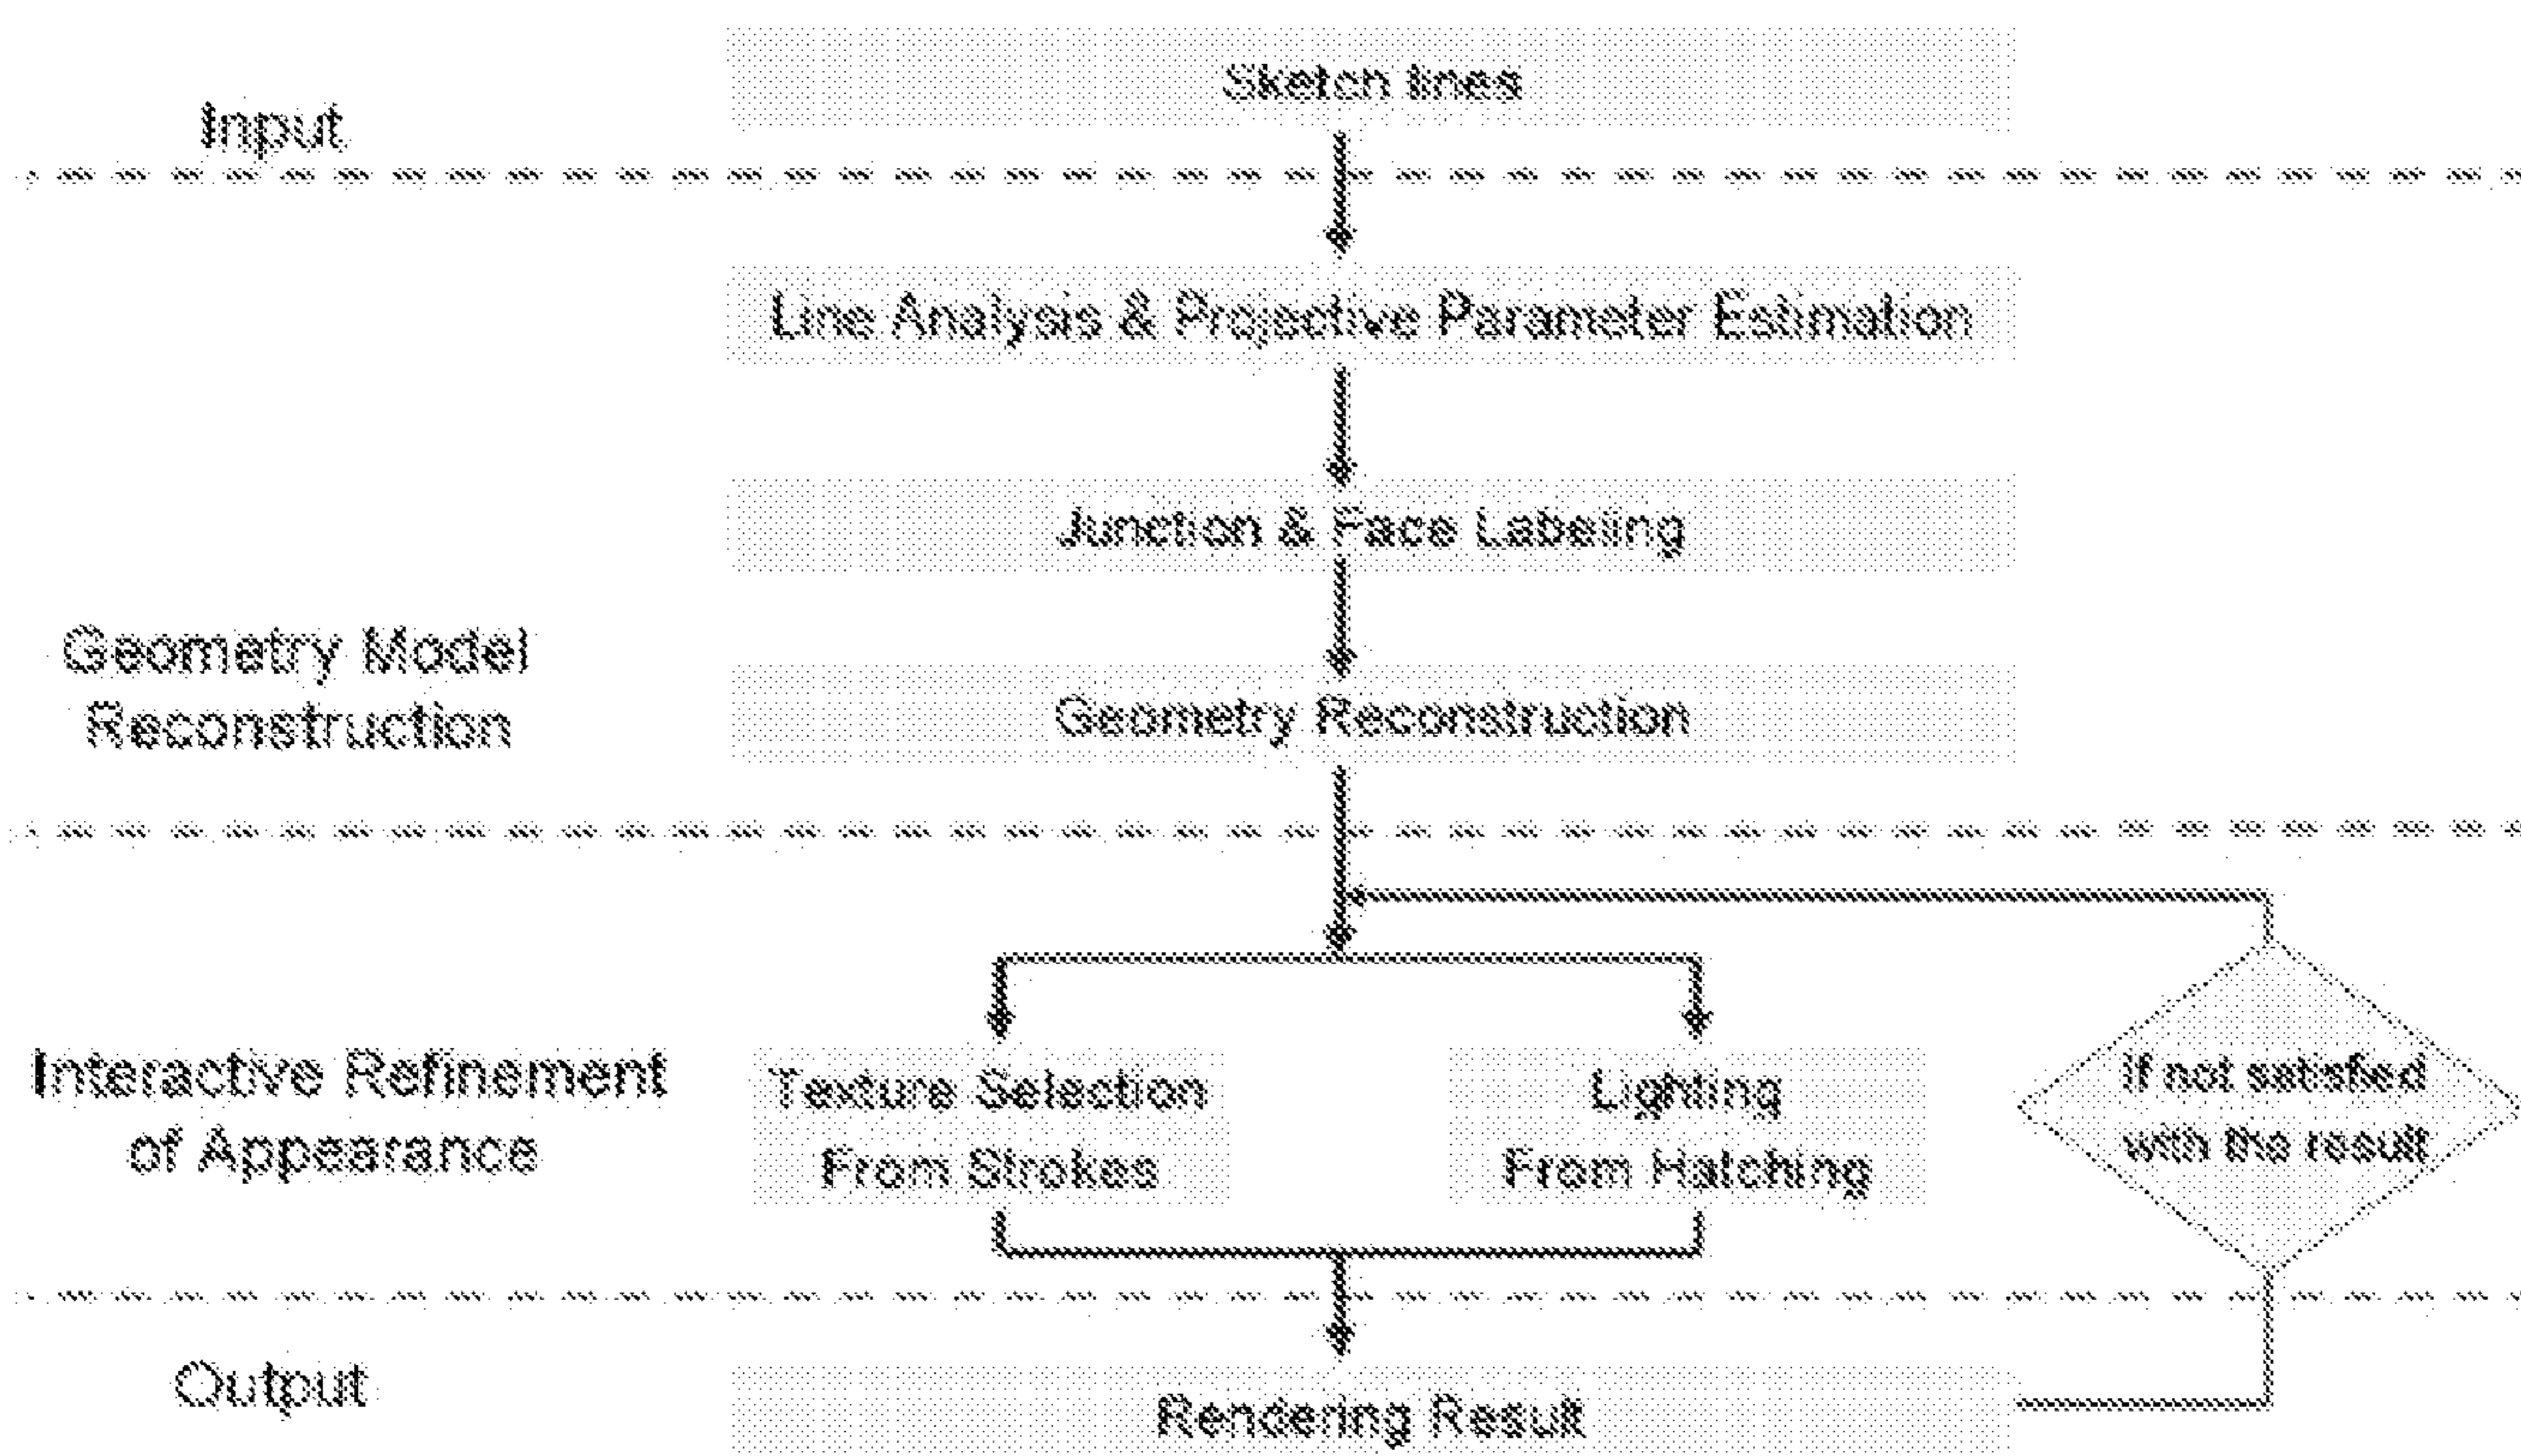 Sketch lines
Input
Line Analysis & Projective Parameter Estimation
Junction & Face Labeling
Geometry Model
Reconstruction
Geometry Reconstruction
Interactive Refinement
of Appearance
Texture Selection
From Strokes
Lighting
From Hatching
If not satisfied
with the result
Output
Rendering Result